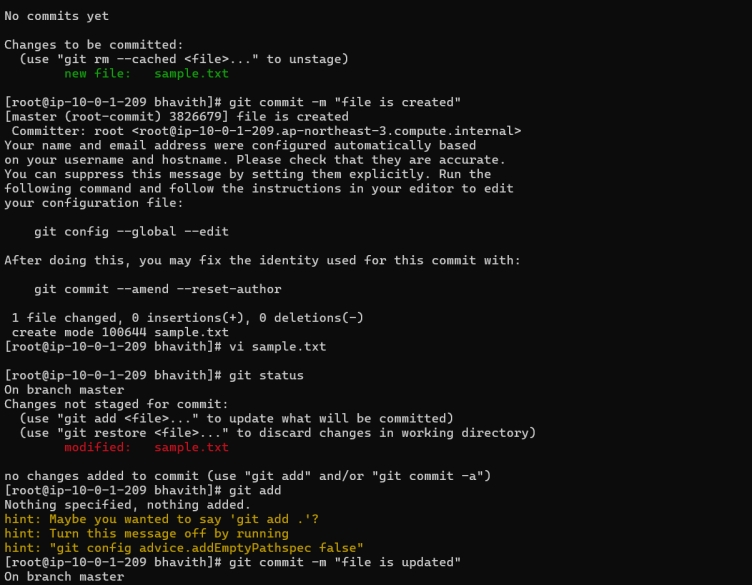 No commits yet
Changes to be committed:
  (use "git rm --cached <file>..." to unstage)
        new file:   sample.txt
[root@ip-10-0-1-209 bhavith]# git commit -m "file is created"
[master (root-commit) 3826679] file is created
 Committer: root <root@ip-10-0-1-209.ap-northeast-3.compute.internal>
Your name and email address were configured automatically based
on your username and hostname. Please check that they are accurate.
You can suppress this message by setting them explicitly. Run the
following command and follow the instructions in your editor to edit
your configuration file:
    git config --global --edit
After doing this, you may fix the identity used for this commit with:
    git commit --amend --reset-author
 1 file changed, 0 insertions(+), 0 deletions(-)
 create mode 100644 sample.txt
[root@ip-10-0-1-209 bhavith]# vi sample.txt
[root@ip-10-0-1-209 bhavith]# git status
On branch master
Changes not staged for commit:
  (use "git add <file>..." to update what will be committed)
  (use "git restore <file>..." to discard changes in working directory)
        modified:   sample.txt
no changes added to commit (use "git add" and/or "git commit -a")
[root@ip-10-0-1-209 bhavith]# git add
Nothing specified, nothing added.
hint: Maybe you wanted to say 'git add .'?
hint: Turn this message off by running
hint: "git config advice.addEmptyPathspec false"
[root@ip-10-0-1-209 bhavith]# git commit -m "file is updated"
On branch master